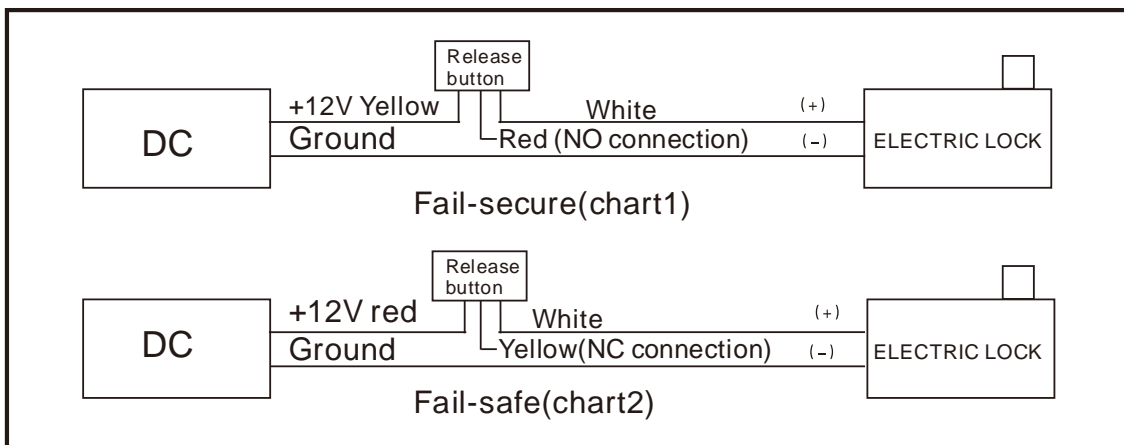 Release
button
+12V Yellow
White
(+)
DC
Ground
Red (NO connection)
(-)
ELECTRIC LOCK
Fail-secure(chart1)
Release
button
+12V red
White
(+)
DC
Ground
Yellow(NC connection)
(-)
ELECTRIC LOCK
Fail-safe(chart2)